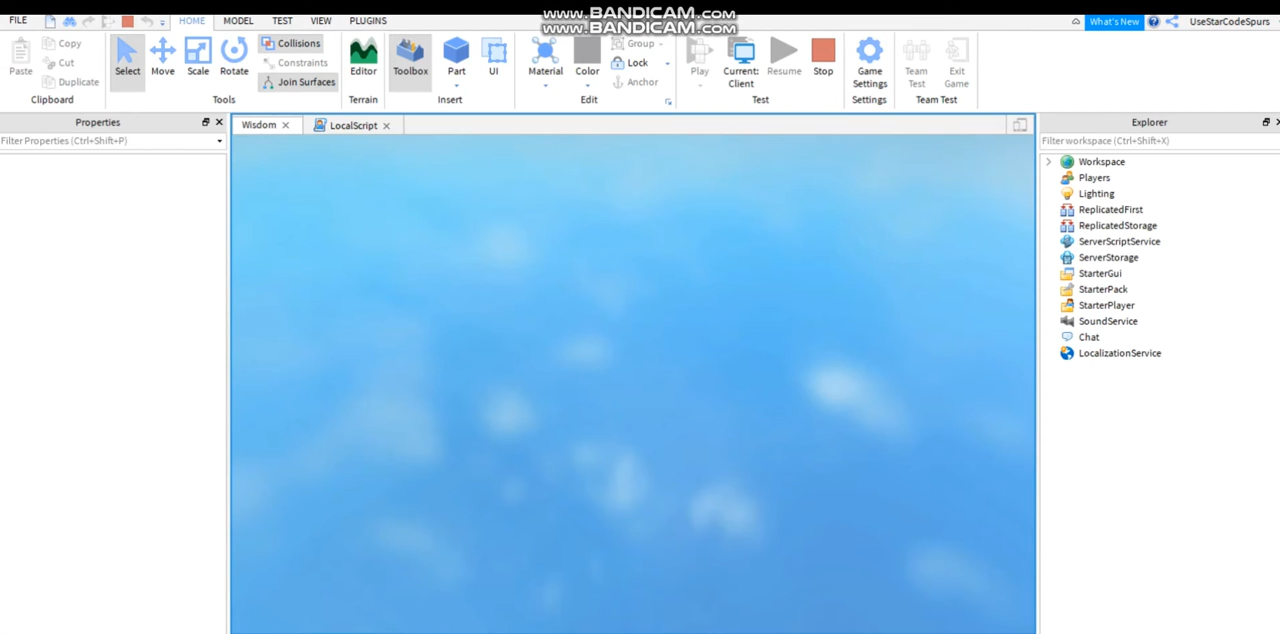 www.BANDICAM.com
www.BANDICAM.com
FILE HOME MODEL TEST VIEW PLUGINS What's New UseStarCodeSpurs
Paste Copy Cut Duplicate
Clipboard
Select Move Scale Rotate Collisions Constraints Join Surfaces
Tools
Editor
Terrain
Toolbox Part UI
Insert
Material Color Group Lock Anchor
Edit
Play Current: Client Resume Stop
Test
Game Settings
Settings
Team Test Exit Game
Team Test
Properties
Filter Properties (Ctrl+Shift+P)
Wisdom LocalScript
Explorer
Filter workspace (Ctrl+Shift+X)
Workspace
Players
Lighting
ReplicatedFirst
ReplicatedStorage
ServerScriptService
ServerStorage
StarterGui
StarterPack
StarterPlayer
SoundService
Chat
LocalizationService